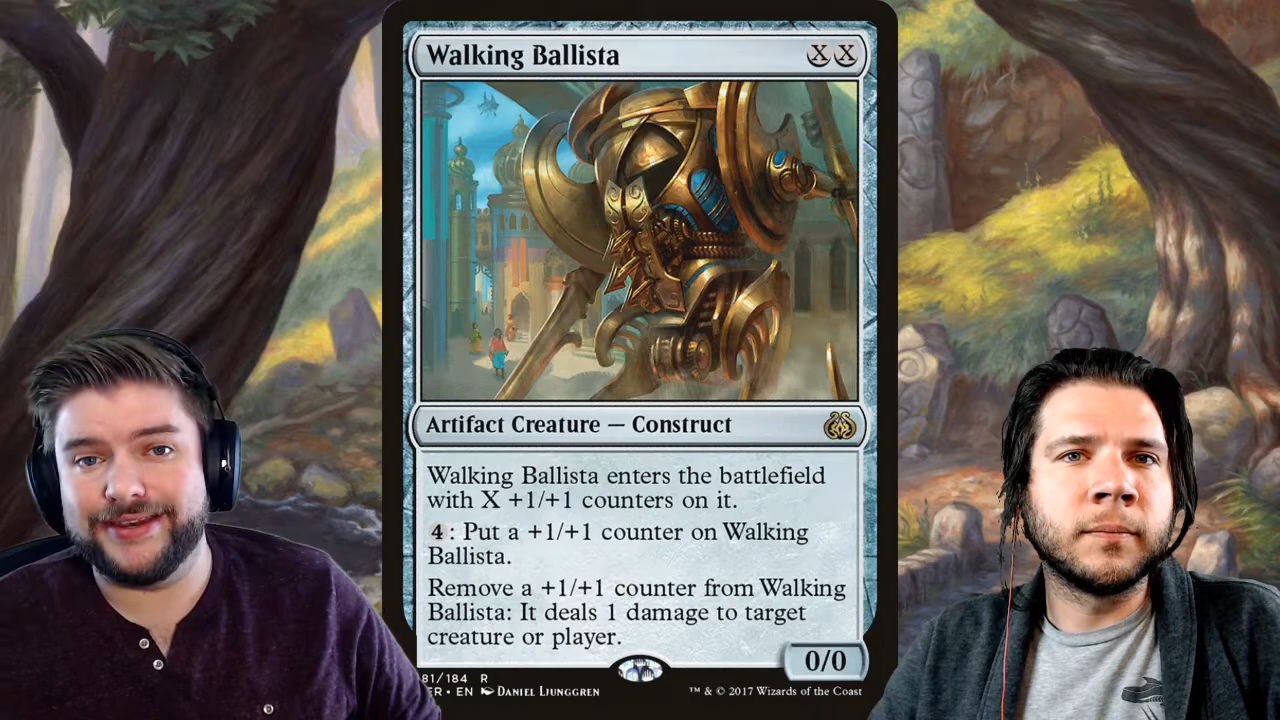 Walking Ballista XX
Artifact Creature — Construct
Walking Ballista enters the battlefield
with X +1/+1 counters on it.
4: Put a +1/+1 counter on Walking
Ballista.
Remove a +1/+1 counter from Walking
Ballista: It deals 1 damage to target
creature or player.
0/0
81/184 R
ER • EN Daniel Ljunggren
™ & © 2017 Wizards of the Coast